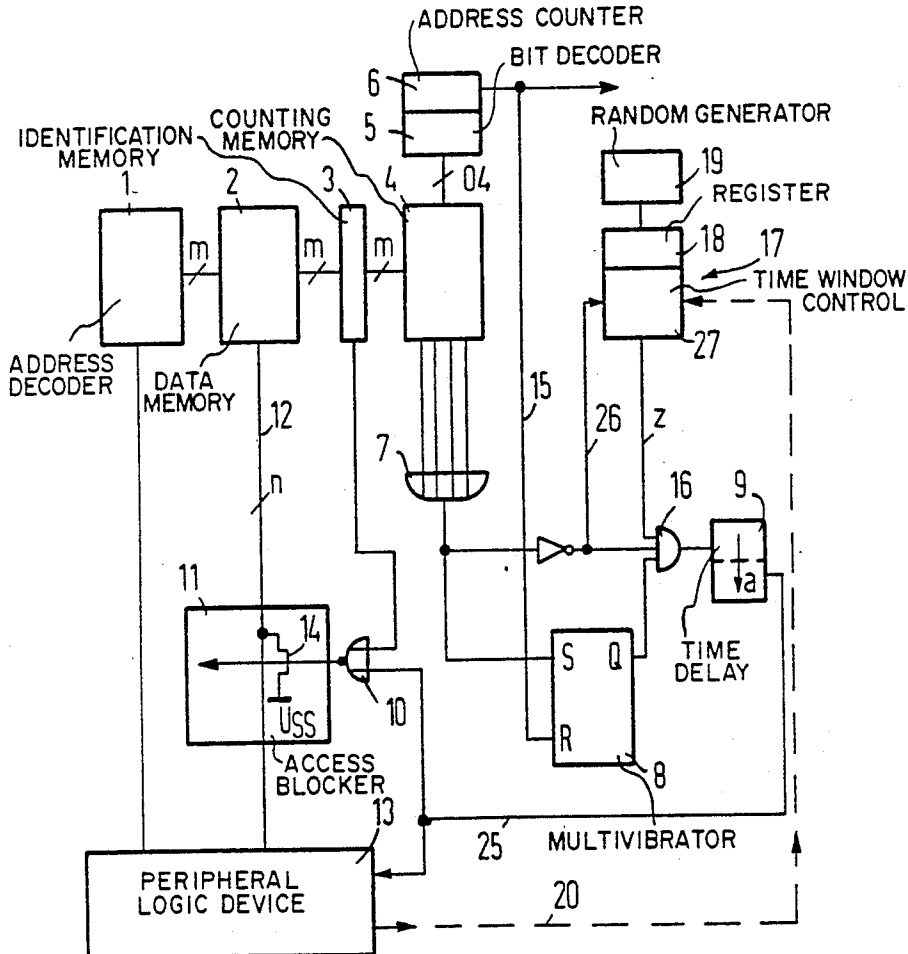 ADDRESS COUNTER
BIT DECODER
6
5
COUNTING
MEMORY
IDENTIFICATION
MEMORY
RANDOM GENERATOR
19
04
REGISTER
1
2
3
4
18
17
m
m
m
TIME WINDOW
CONTROL
27
ADDRESS
DECODER
DATA
MEMORY
12
15
26
Z
7
n
16
9
a
11
14
S
Q
TIME
DELAY
10
USS
R
ACCESS
BLOCKER
8
13
25
MULTIVIBRATOR
PERIPHERAL
LOGIC DEVICE
20